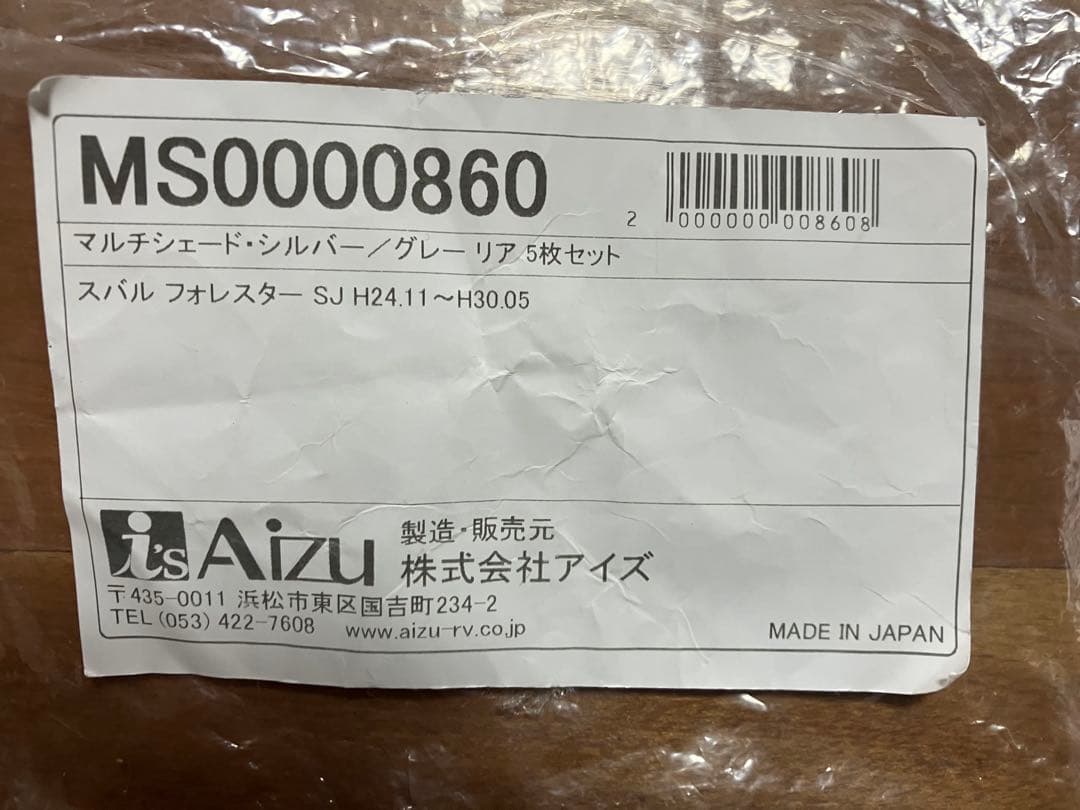 MS0000860
2 000000 008608
マルチシェード・シルバー／グレー リア 5枚セット
スバル フォレスター SJ H24.11～H30.05
i's Aizu
製造・販売元
株式会社アイズ
〒435-0011 浜松市東区国吉町234-2
TEL (053) 422-7608 www.aizu-rv.co.jp
MADE IN JAPAN